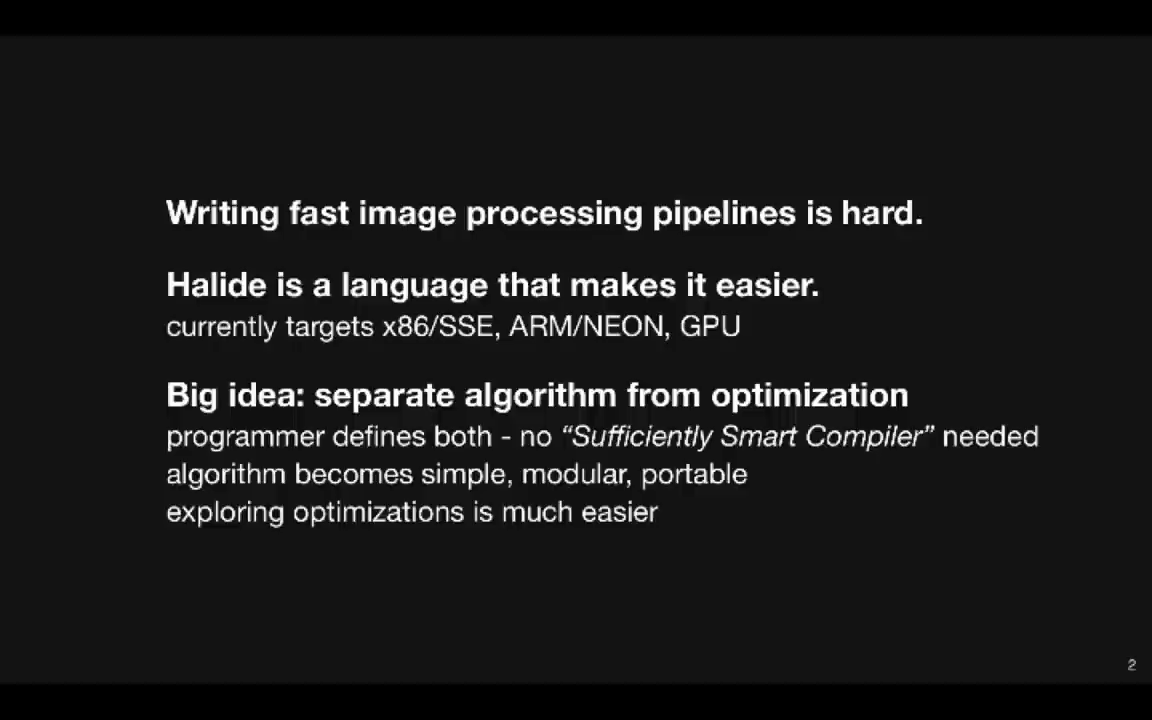 Writing fast image processing pipelines is hard.
Halide is a language that makes it easier.
currently targets x86/SSE, ARM/NEON, GPU
Big idea: separate algorithm from optimization
programmer defines both - no “Sufficiently Smart Compiler” needed
algorithm becomes simple, modular, portable
exploring optimizations is much easier
2